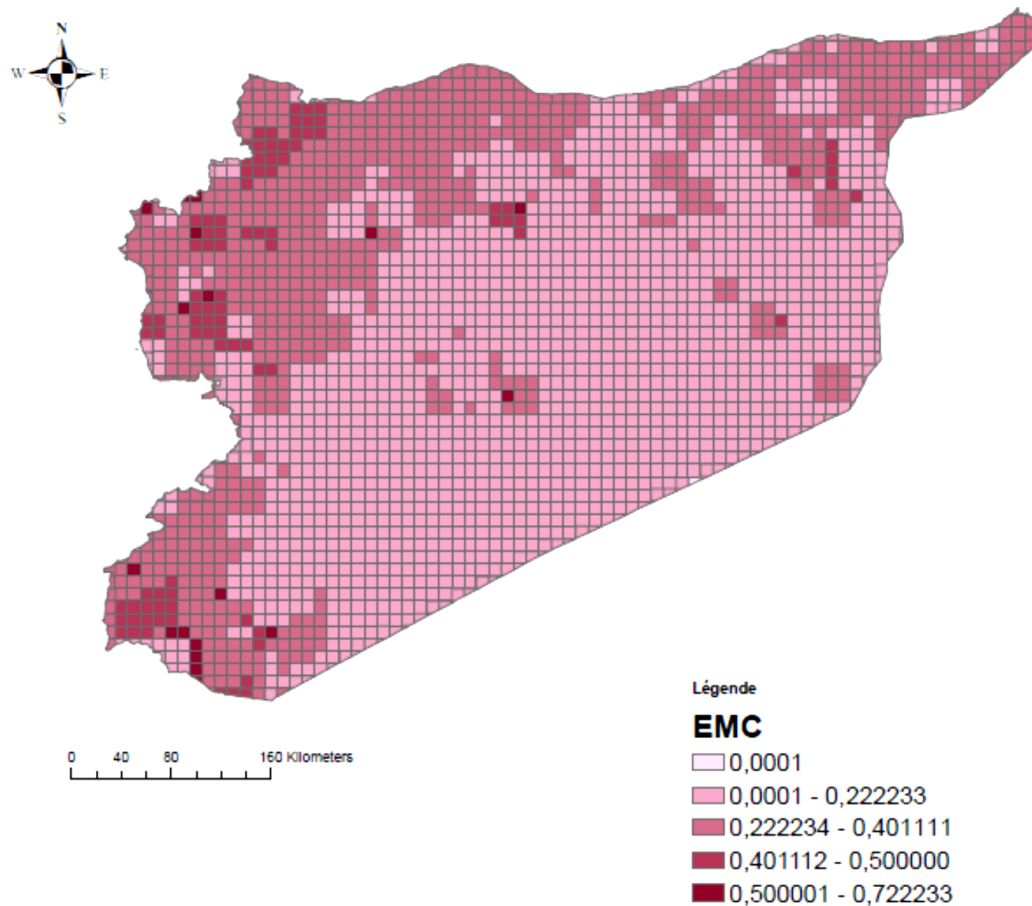 N
W E
S
0 40 80 160 Kilometers
Légende
EMC
0,0001
0,0001 - 0,222233
0,222234 - 0,401111
0,401112 - 0,500000
0,500001 - 0,722233